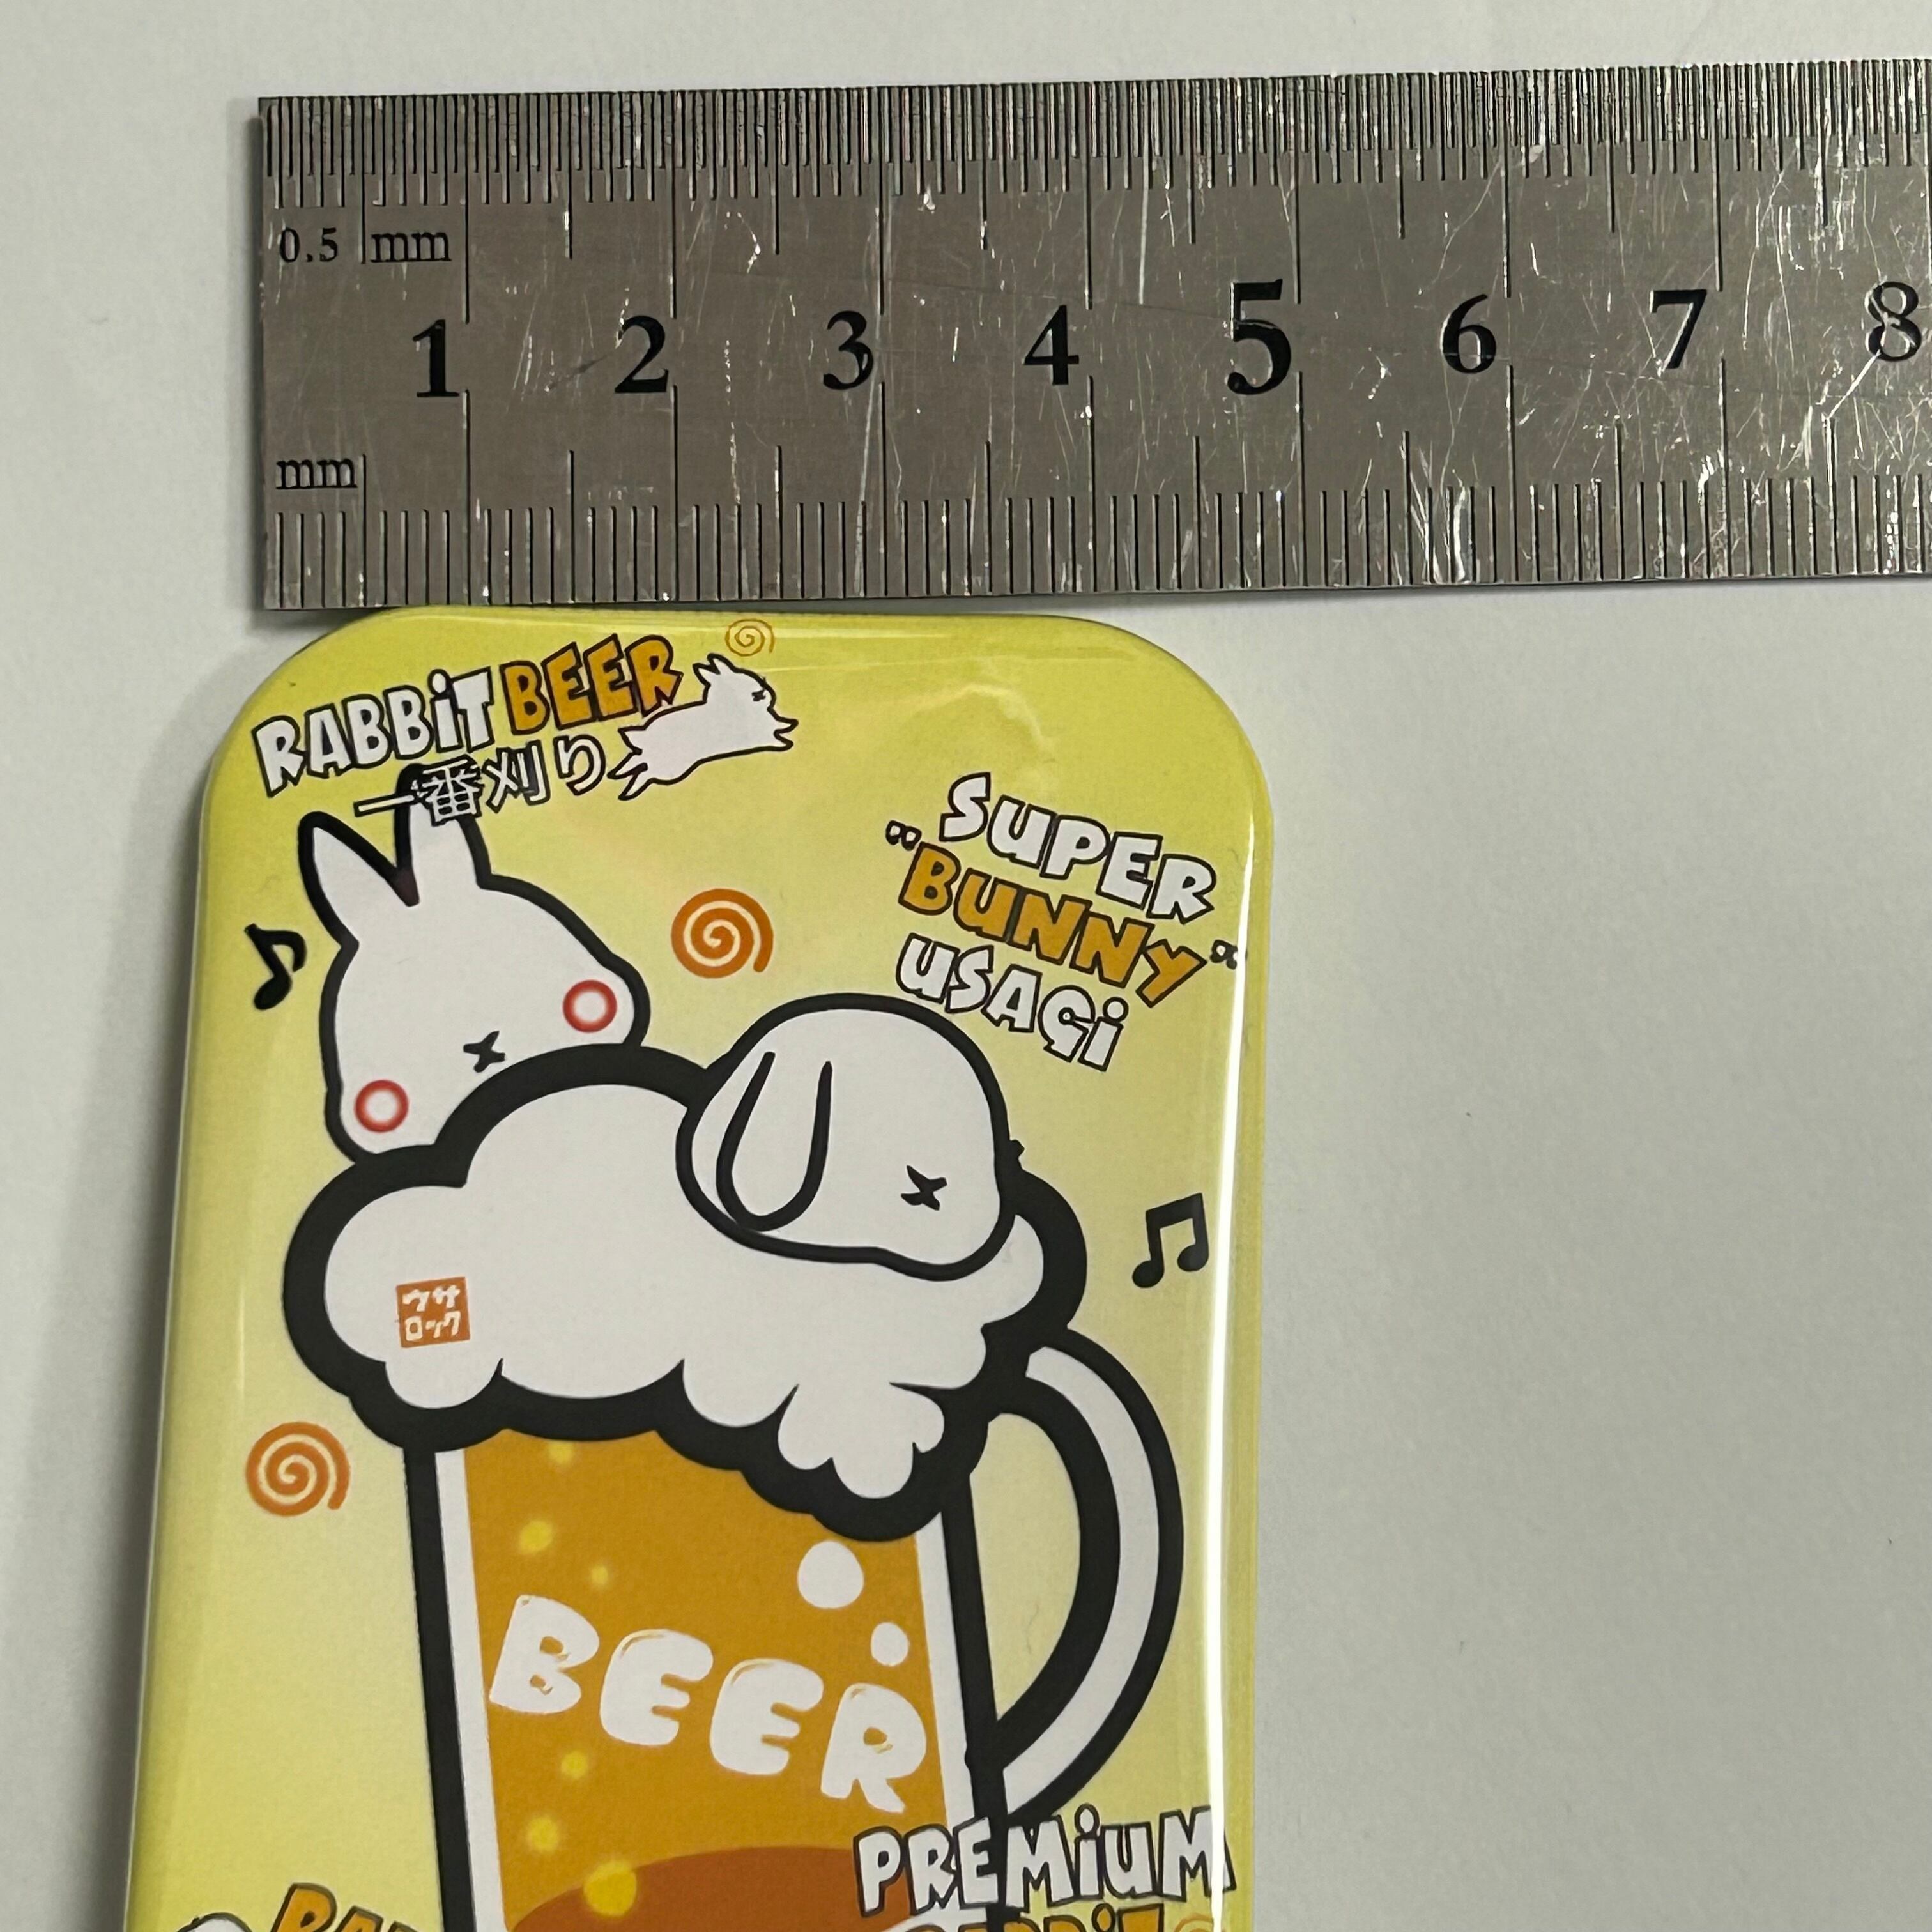 0.5 mm
1 2 3 4 5 6 7 8
mm
RABBiT BEER
一番刈り
SUPER
"BUNNY"
USAGi
ウサ
ロック
BEER
PREMiUM